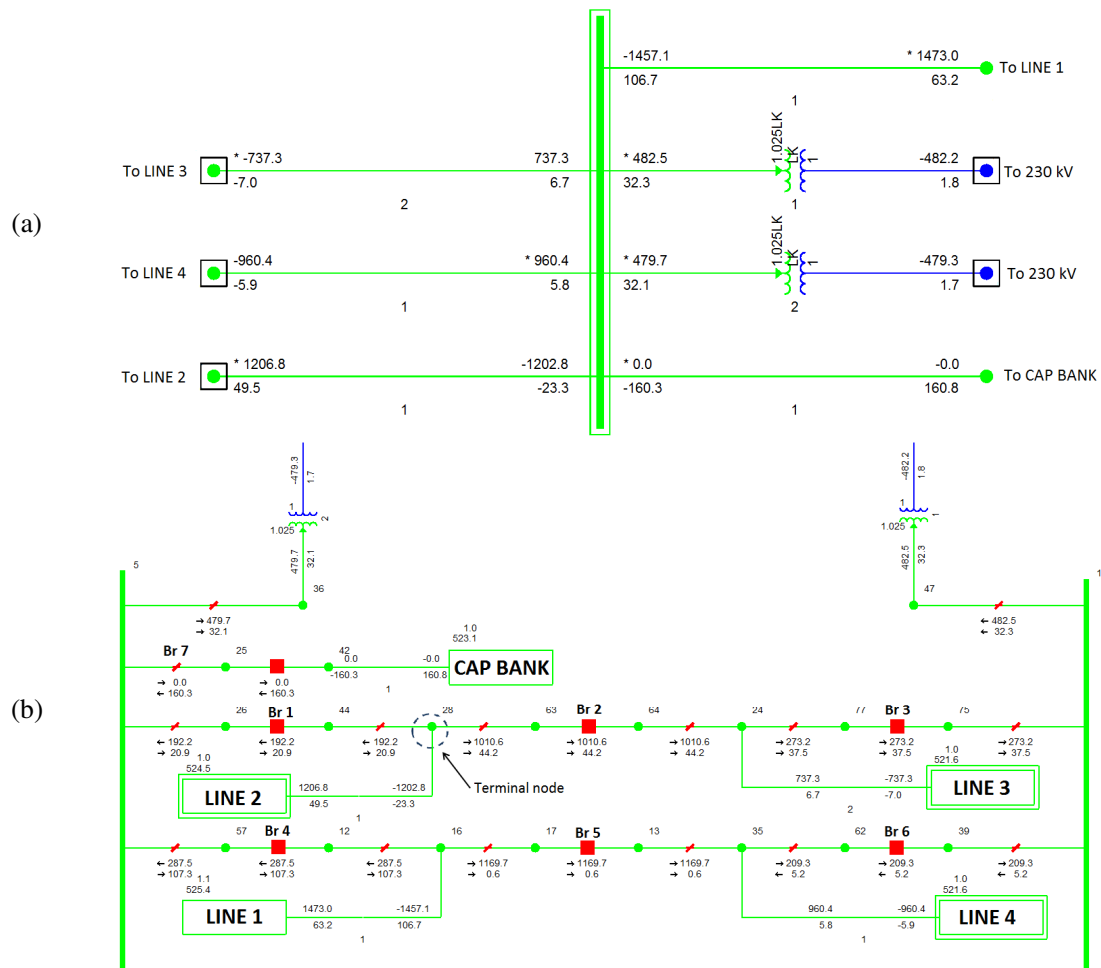 -1457.1 * 1473.0
To LINE 1
106.7 63.2
1
1.025LK LK 1
To LINE 3
* -737.3 737.3 * 482.5 -482.2
To 230 kV
-7.0 6.7 32.3 1.8
2 1
(a)
1.025LK LK 1
To LINE 4
-960.4 * 960.4 * 479.7 -479.3
To 230 kV
-5.9 5.8 32.1 1.7
1 2
To LINE 2
* 1206.8 -1202.8 * 0.0 -0.0
To CAP BANK
49.5 -23.3 -160.3 160.8
1 1
(b)
-479.3 1.7 -482.2 1.8
1 2 1 1
1.025 1.025
479.7 32.1 482.5 32.3
5 36 47 1
→ 479.7 ← 482.5
→ 32.1 ← 32.3
1.0
523.1
Br 7 25 42
0.0 -0.0
-160.3 160.8
CAP BANK
→ 0.0 → 0.0 1
← 160.3 ← 160.3
26 Br 1 44 28 63 Br 2 64 24 77 Br 3 75
← 192.2 ← 192.2 ← 192.2 → 1010.6 → 1010.6 → 1010.6 → 273.2 → 273.2 → 273.2
→ 20.9 → 20.9 → 20.9 → 44.2 → 44.2 → 44.2 → 37.5 → 37.5 → 37.5
1.0 1.0
524.5 521.6
LINE 2
1206.8 -1202.8
49.5 -23.3
1
Terminal node
737.3 -737.3
6.7 -7.0
2
LINE 3
57 Br 4 12 16 17 Br 5 13 35 62 Br 6 39
← 287.5 ← 287.5 ← 287.5 → 1169.7 → 1169.7 → 1169.7 → 209.3 → 209.3 → 209.3
→ 107.3 → 107.3 → 107.3 → 0.6 → 0.6 → 0.6 ← 5.2 ← 5.2 ← 5.2
1.1 1.0
525.4 521.6
LINE 1
1473.0 -1457.1
63.2 106.7
1
960.4 -960.4
5.8 -5.9
1
LINE 4